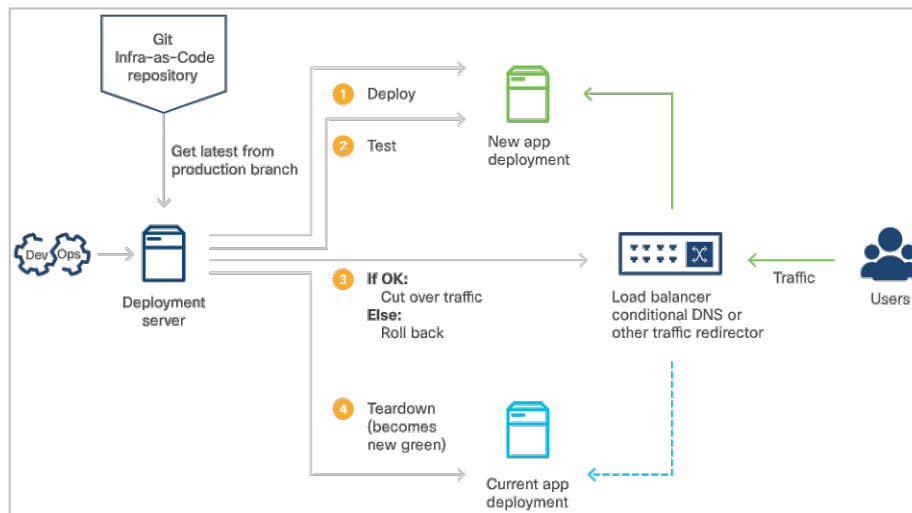 Git
Infra-as-Code
repository
1 Deploy
2 Test
New app
deployment
Get latest from
production branch
Dev Ops
Deployment
server
3 If OK:
Cut over traffic
Else:
Roll back
Load balancer
conditional DNS or
other traffic redirector
Traffic
Users
4 Teardown
(becomes
new green)
Current app
deployment